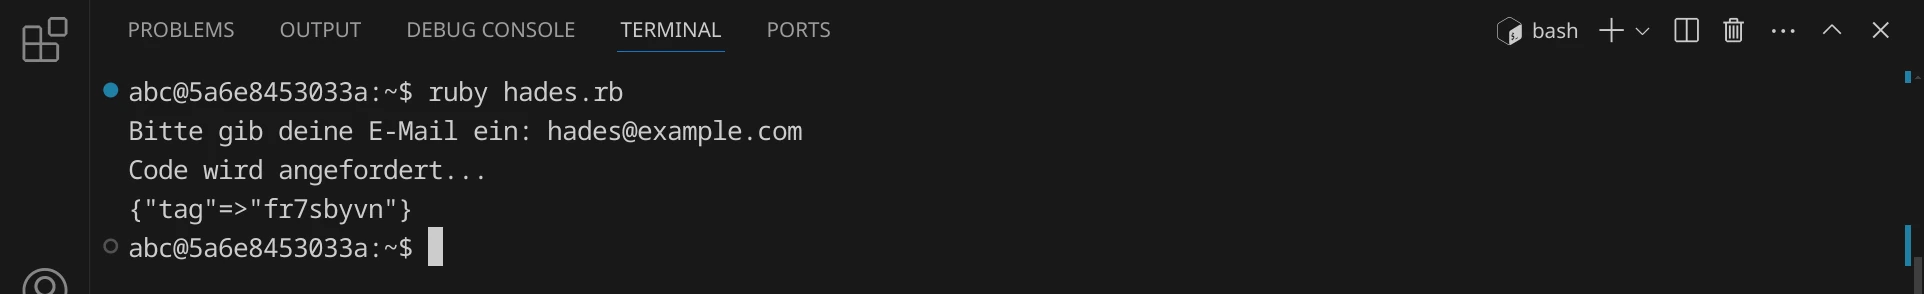 PROBLEMS OUTPUT DEBUG CONSOLE TERMINAL PORTS bash
abc@5a6e8453033a:~$ ruby hades.rb
Bitte gib deine E-Mail ein: hades@example.com
Code wird angefordert...
{"tag"=>"fr7sbyvn"}
abc@5a6e8453033a:~$